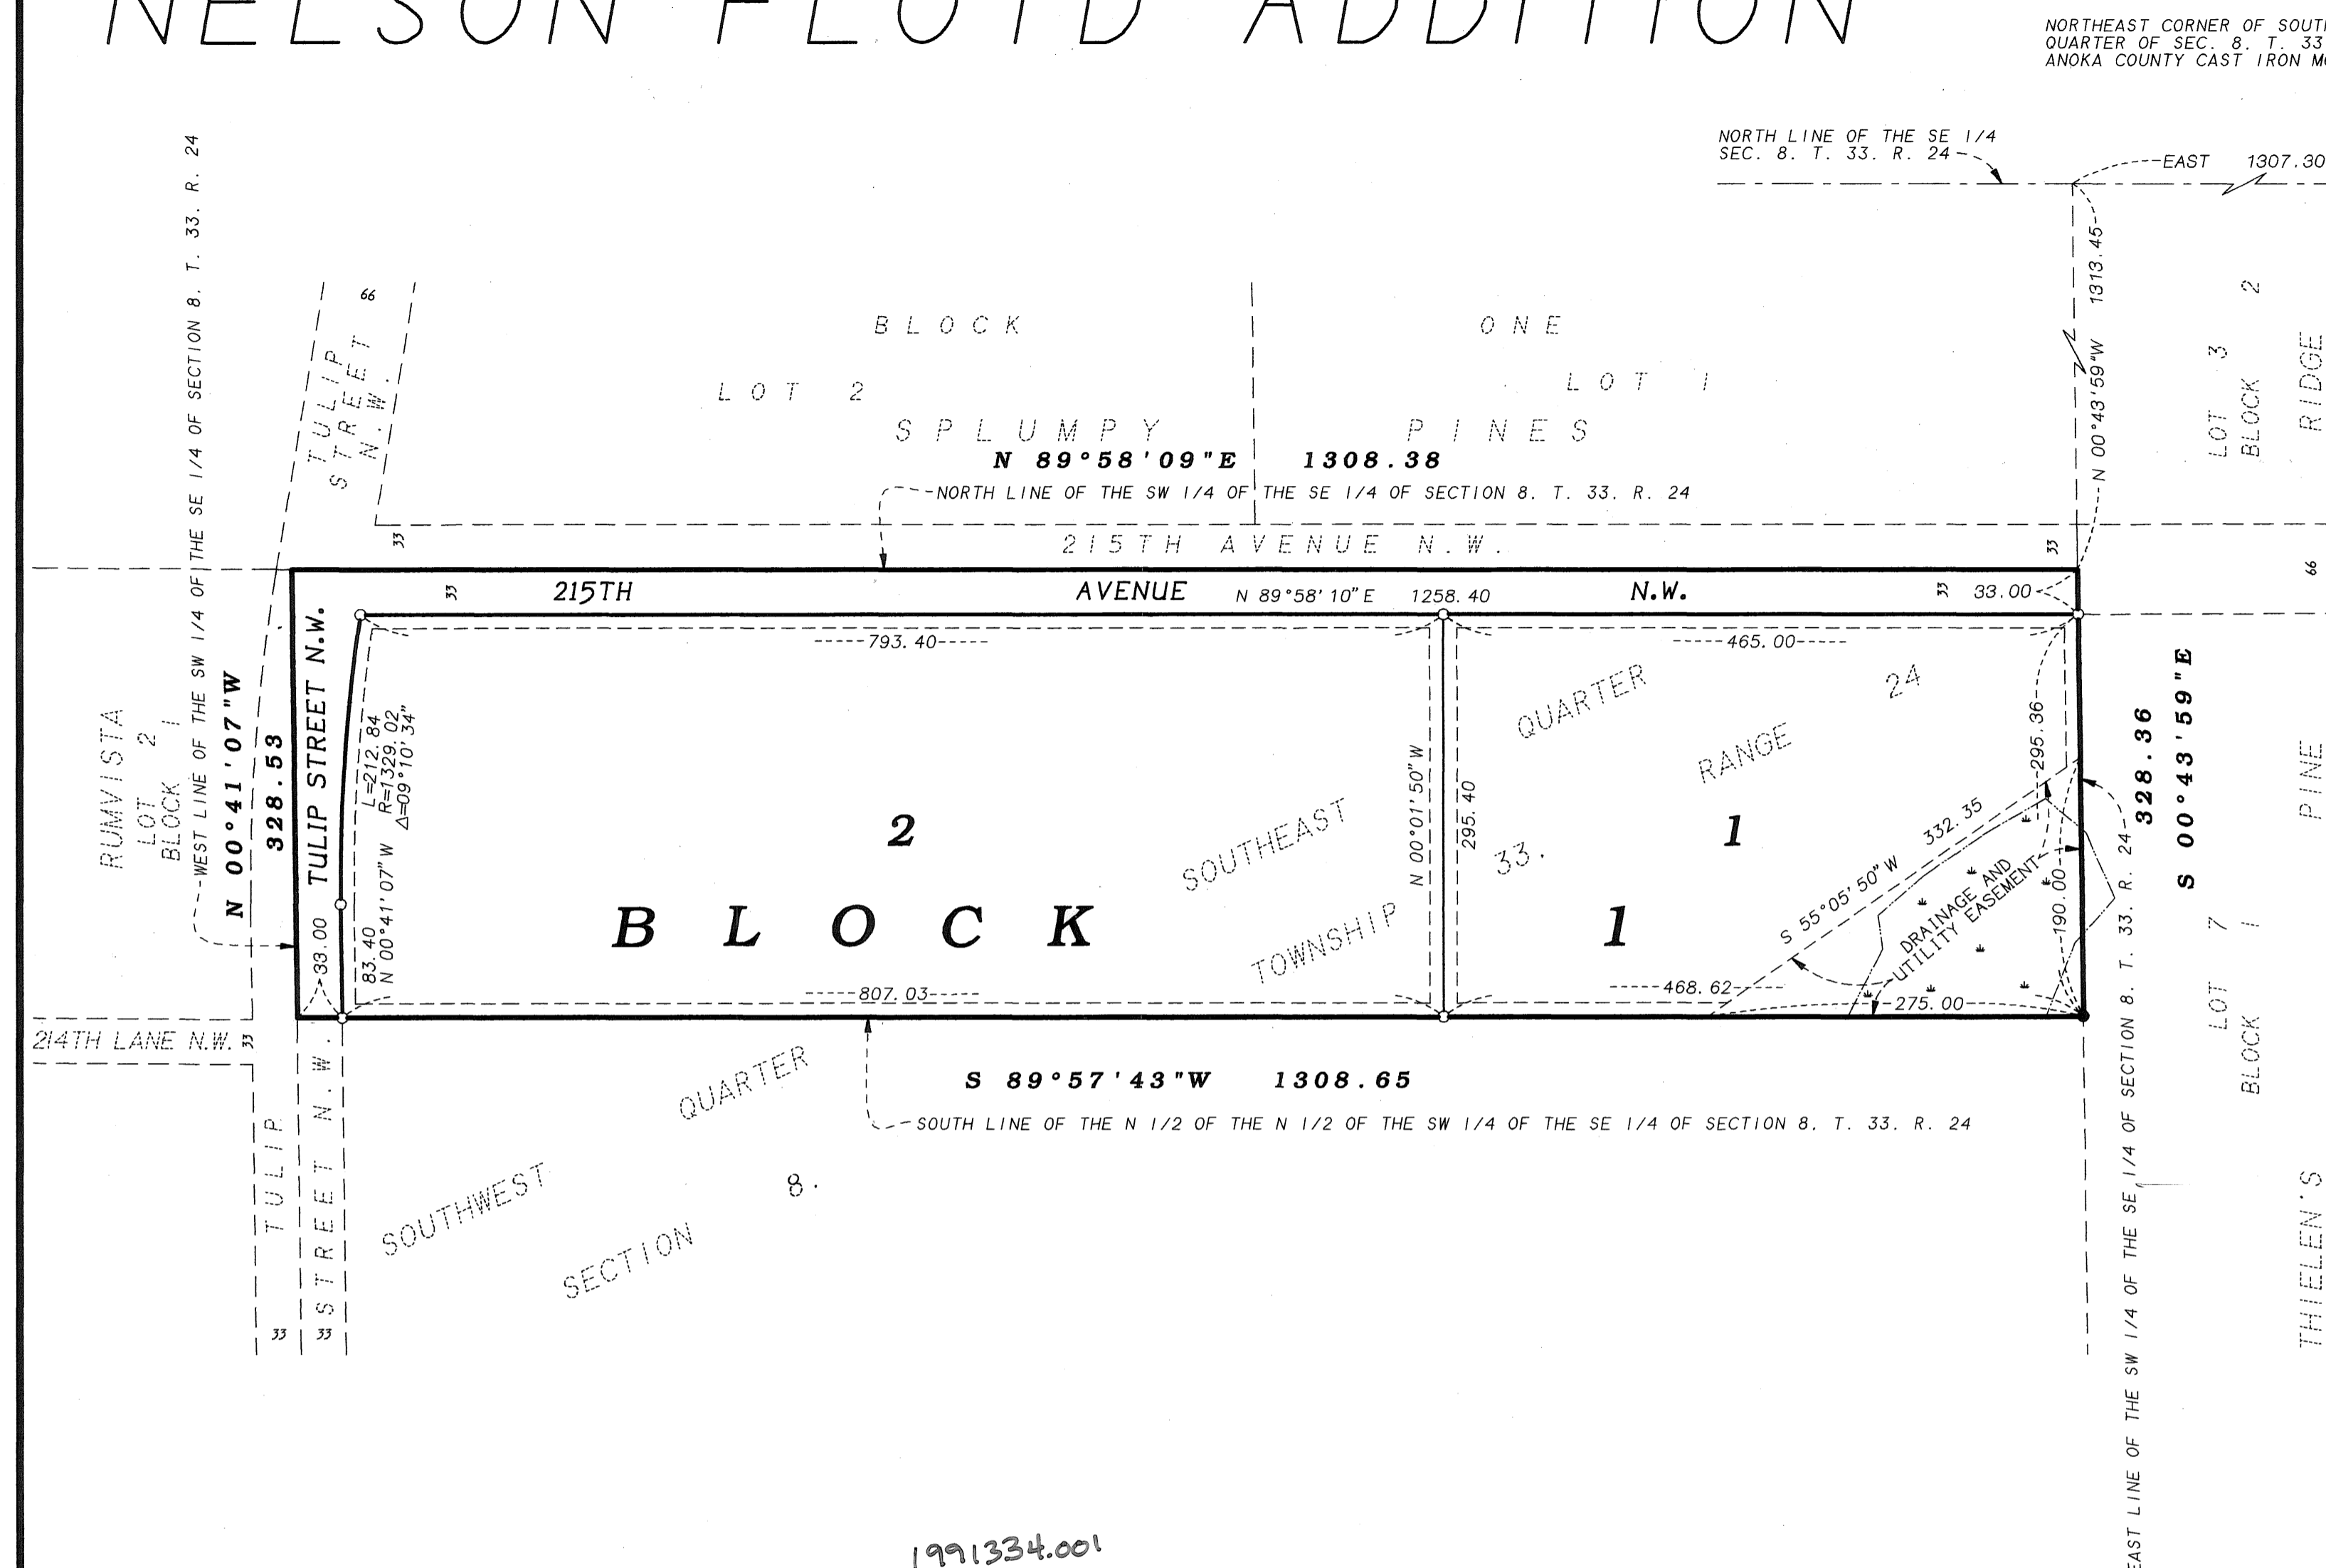 NELSON FLOTD ADDITION
NORTHEAST CORNER OF
QUARTER OF SEC. 8. T. 33
ANOKA COUNTY CAST IRON
NORTH LINE OF THE SE 1/4
SEC. 8. T. 33. R. 24
EAST 1307.30
N 00°43'59"W 1313.45
WEST LINE OF THE SW 1/4 OF THE SE 1/4 OF SECTION 8. T. 33. R. 24
66
TULIP
STREET
N.W.
BLOCK ONE
LOT 2
LOT 1
SPLUMPY PINES
N 89°58'09"E 1308.38
NORTH LINE OF THE SW 1/4 OF THE SE 1/4 OF SECTION 8. T. 33. R. 24
LOT 3
BLOCK 2
RIDGE
33
215TH AVENUE N.W.
33
66
33
215TH AVENUE N.W.
N 89°58'10"E 1258.40
33
33.00
793.40
465.00
RUMVISTA
LOT 2
BLOCK 1
N 00°41'07"W
328.53
TULIP STREET N.W.
L=212.84
R=1329.02
Δ=09°10'34"
83.40
N 00°41'07"W
33.00
2
BLOCK 1
1
QUARTER
24
RANGE
SOUTHEAST
33.
TOWNSHIP
N 00°01'50"W
295.40
295.36
332.35
S 55°05'50"W
DRAINAGE AND
UTILITY EASEMENT
190.00
328.36
S 00°43'59"E
PINE
807.03
468.62
275.00
LOT 7
BLOCK 1
214TH LANE N.W.
33
S 89°57'43"W 1308.65
SOUTH LINE OF THE N 1/2 OF THE N 1/2 OF THE SW 1/4 OF THE SE 1/4 OF SECTION 8. T. 33. R. 24
QUARTER
SOUTHWEST
8.
SECTION
TULIP
STREET N.W.
33
33
EAST LINE OF THE SW 1/4 OF THE SE 1/4 OF SECTION 8. T. 33. R. 24
THIELEN'S
1991334.001